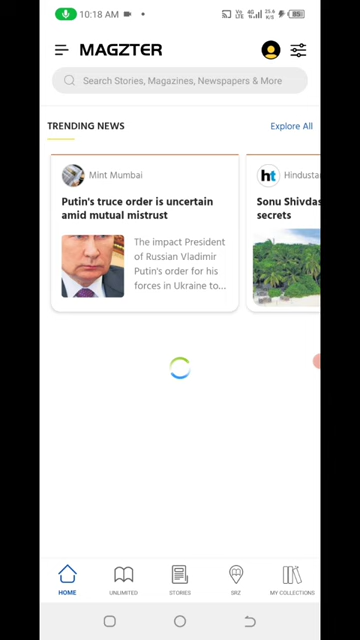 10:18 AM
MAGZTER
Search Stories, Magazines, Newspapers & More
TRENDING NEWS
Explore All
Mint Mumbai
Putin's truce order is uncertain
amid mutual mistrust
The impact President
of Russian Vladimir
Putin's order for his
forces in Ukraine to...
ht Hindusta
Sonu Shivdas
secrets
HOME
UNLIMITED
STORIES
SRZ
MY COLLECTIONS